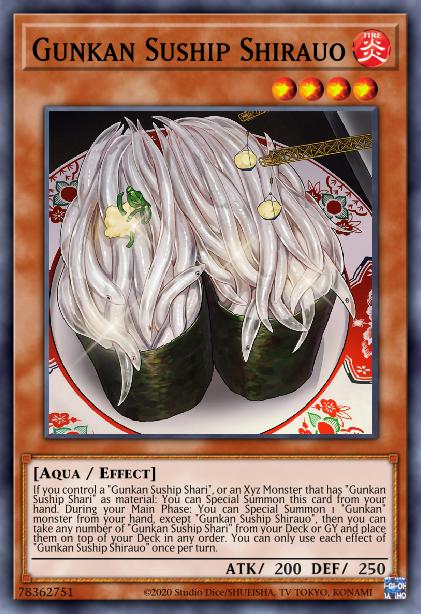 GUNKAN SUSHIP SHIRAUO
FIRE
炎
[AQUA / EFFECT]
If you control a "Gunkan Suship Shari", or an Xyz Monster that has "Gunkan
Suship Shari" as material: You can Special Summon this card from your
hand. During your Main Phase: You can Special Summon 1 "Gunkan"
monster from your hand, except "Gunkan Suship Shirauo", then you can
take any number of "Gunkan Suship Shari" from your Deck or GY and place
them on top of your Deck in any order. You can only use each effect of
"Gunkan Suship Shirauo" once per turn.
ATK/ 200 DEF/ 250
78362751
©2020 Studio Dice/SHUEISHA, TV TOKYO, KONAMI